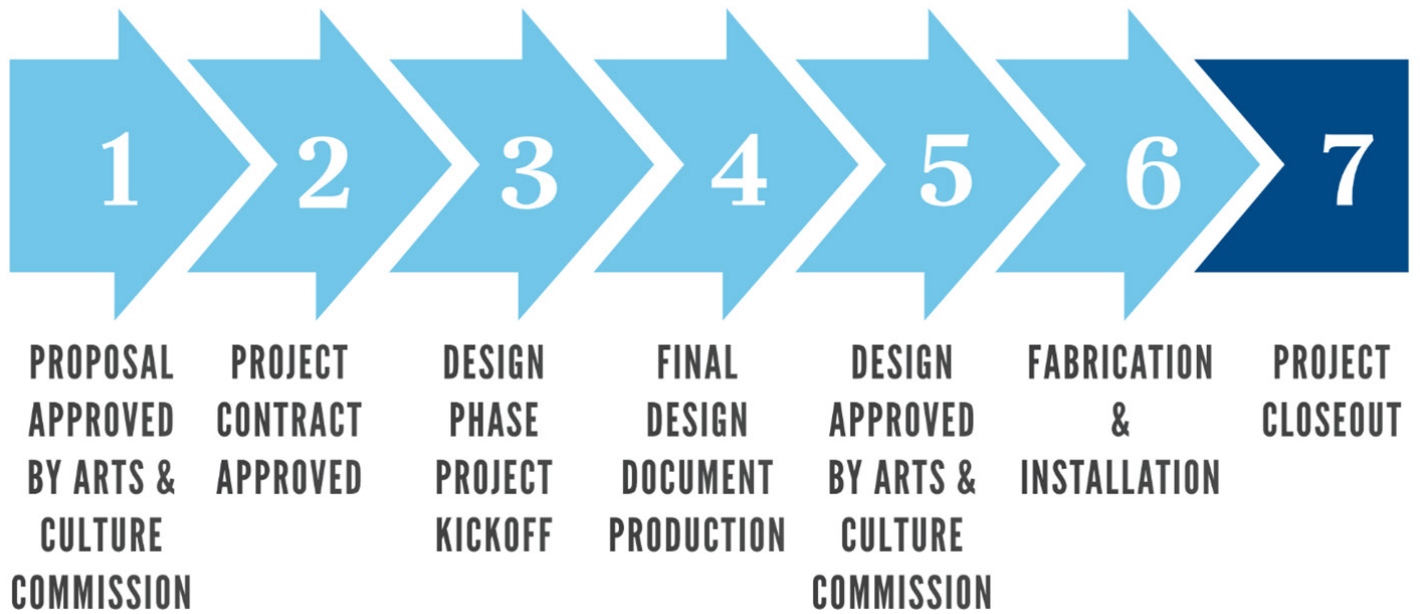 1
2
3
4
5
6
7
PROPOSAL
APPROVED
BY ARTS &
CULTURE
COMMISSION
PROJECT
CONTRACT
APPROVED
DESIGN
PHASE
PROJECT
KICKOFF
FINAL
DESIGN
DOCUMENT
PRODUCTION
DESIGN
APPROVED
BY ARTS &
CULTURE
COMMISSION
FABRICATION
&
INSTALLATION
PROJECT
CLOSEOUT